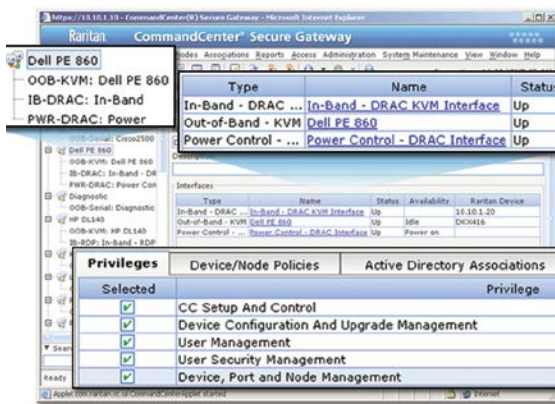 https://10.10.1.10 - CommandCenter(R) Secure Gateway - Microsoft Internet Explorer
Raritan. CommandCenter® Secure Gateway
Nodes Associations Reports Access Administration System Maintenance View Window Help
Dell PE 860
OOB-KVM: Dell PE 860
IB-DRAC: In-Band
PWR-DRAC: Power
Type Name Status
In-Band - DRAC ... In-Band - DRAC KVM Interface Up
Out-of-Band - KVM Dell PE 860 Up
Power Control - ... Power Control - DRAC Interface Up
OOB-Serial: Cisco2500
Dell PE 860
OOB-KVM: Dell PE 860
IB-DRAC: In-Band - DR
PWR-DRAC: Power Con
Diagnostic
OOB-Serial: Diagnostic
HP DL140
OOB-KVM: HP DL140
IB-RDP: In-Band - RDP
Interfaces
Type Name Status Availability Raritan Device
In-Band - DRAC ... In-Band - DRAC KVM Interface Up 10.10.1.20
Out-of-Band - KVM Dell PE 860 Up Idle DKX416
Power Control - ... Power Control - DRAC Interface Up Power on
Privileges Device/Node Policies Active Directory Associations
Selected Privilege
CC Setup And Control
Device Configuration And Upgrade Management
User Management
User Security Management
Device, Port and Node Management
Sear
Ready
Applet com.raritan.cc.ui.CommandCenterApplet started Internet